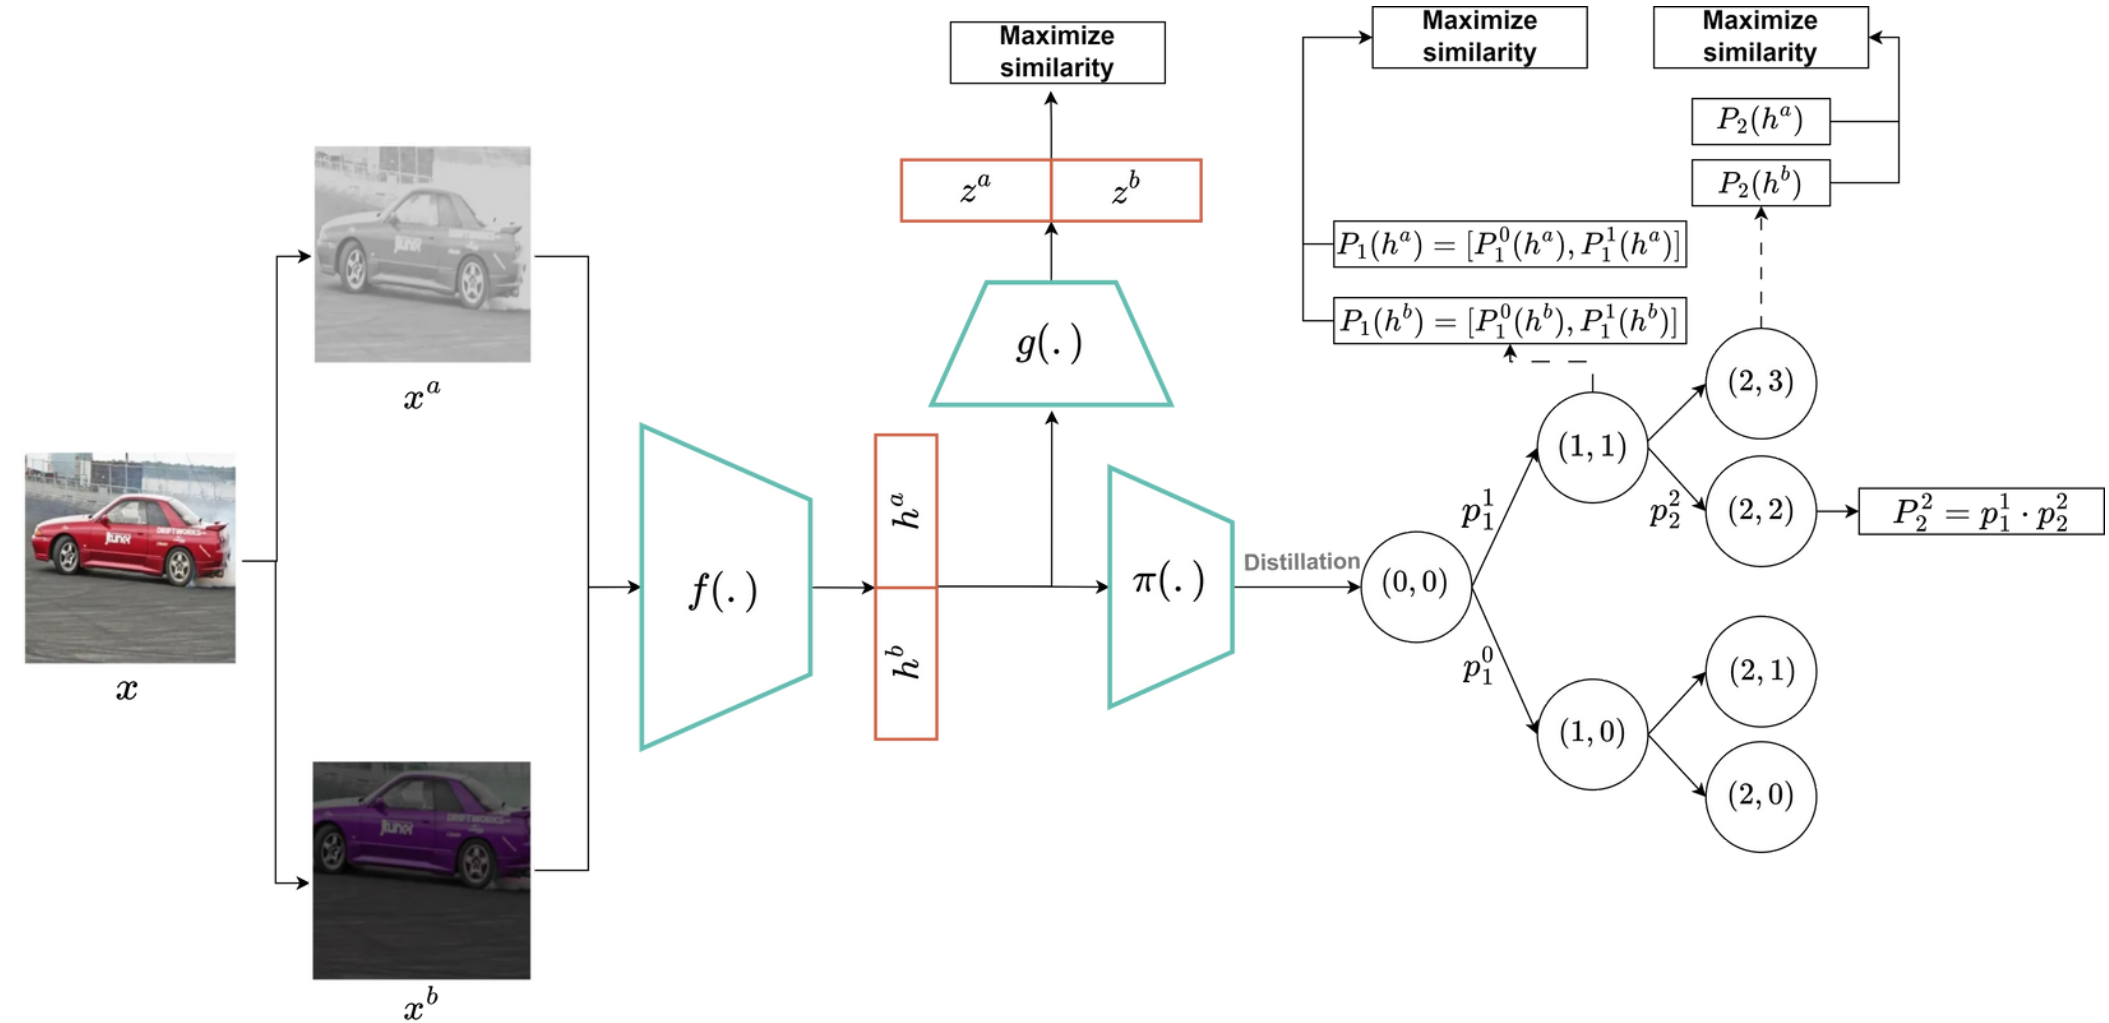 Maximize
similarity
Maximize
similarity
Maximize
similarity
P_2(h^a)
P_2(h^b)
z^a
z^b
P_1(h^a) = [P_1^0(h^a), P_1^1(h^a)]
P_1(h^b) = [P_1^0(h^b), P_1^1(h^b)]
g(.)
x^a
x
f(.)
h^a
h^b
π(.)
Distillation
(0, 0)
p_1^1
p_1^0
(1, 1)
(1, 0)
p_2^2
(2, 3)
(2, 2)
(2, 1)
(2, 0)
P_2^2 = p_1^1 · p_2^2
x^b
DRIFTWORKS